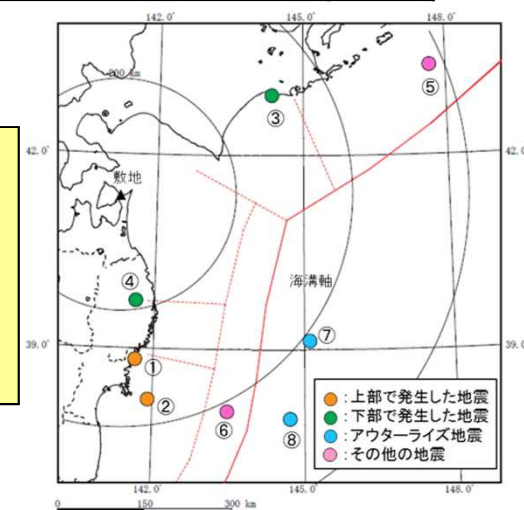 142.0° 145.0° 148.0°
200 km
③
⑤
42.0° 42.0°
敷地
④
海溝軸
⑦
39.0° 39.0°
①
②
⑥
⑧
:上部で発生した地震
:下部で発生した地震
:アウターライズ地震
:その他の地震
142.0° 145.0° 148.0°
0 150 300 km